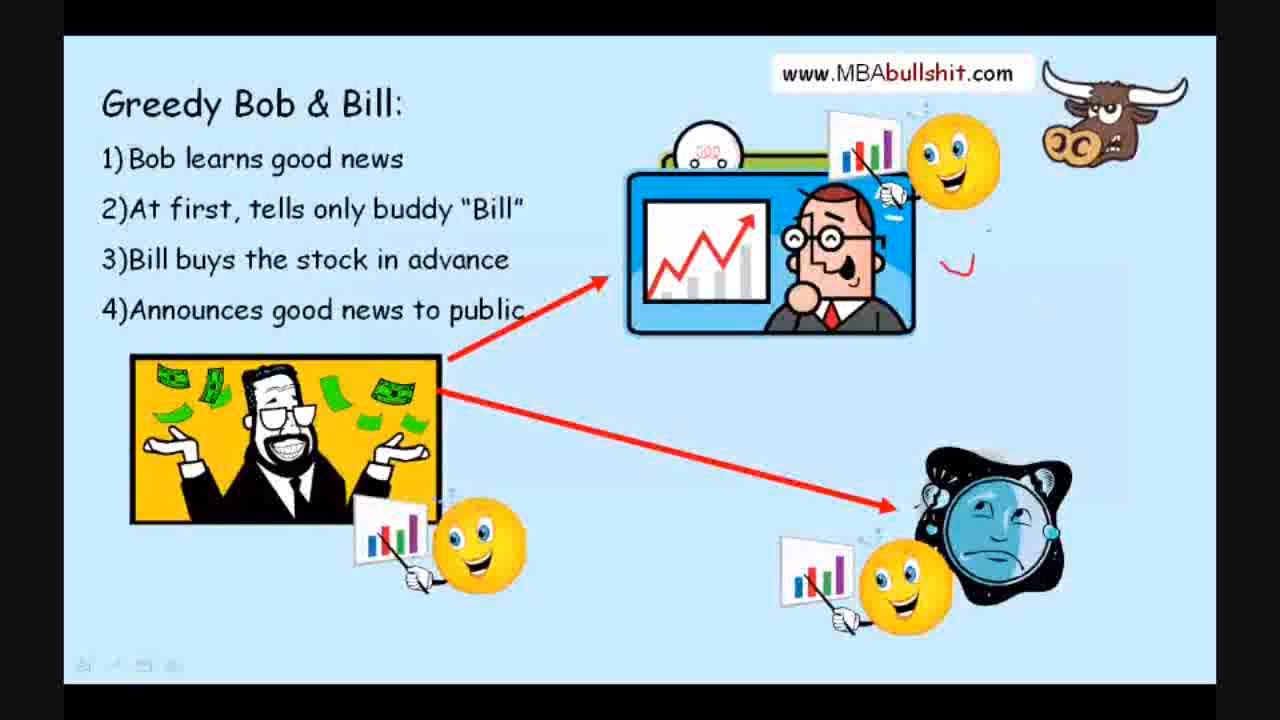 www.MBAbullshit.com
Greedy Bob & Bill:
1) Bob learns good news
2)At first, tells only buddy “Bill”
3)Bill buys the stock in advance
4)Announces good news to public